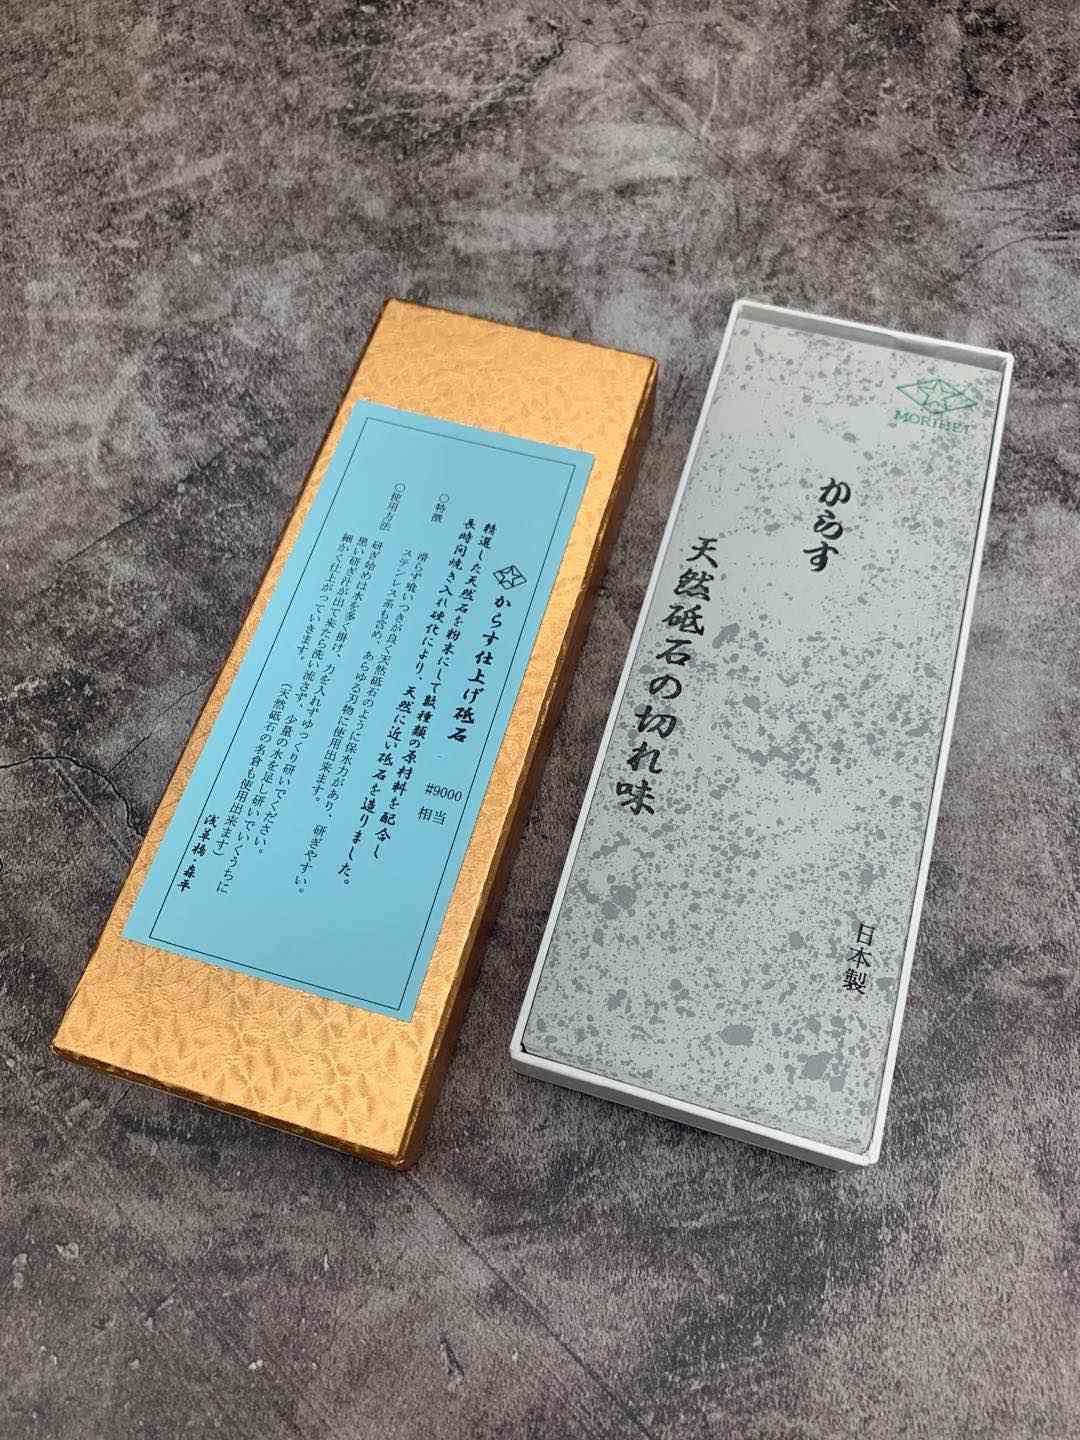 からす仕上げ砥石
#9000
相当
精選した天然石を粉末にして数種類の原材料を配合し
長時間焼き入れ硬化により、天然に近い砥石を造りました。
○特徴
滑らず喰いつきが良く天然砥石のように保水力があり、研ぎやすい。
ステンレス系も含め、あらゆる刃物に使用出来ます。
○使用方法
研ぎ始めは水を多く掛け、力を入れずゆっくり研いでください。
黒い研ぎ汁が出て来たら洗い流さず、少量の水を足し研いでいくうちに
細かく仕上がっていきます。
（天然砥石の名倉も使用出来ます）
浅草橋・森平
MORIHEI
からす
天然砥石の切れ味
日本製